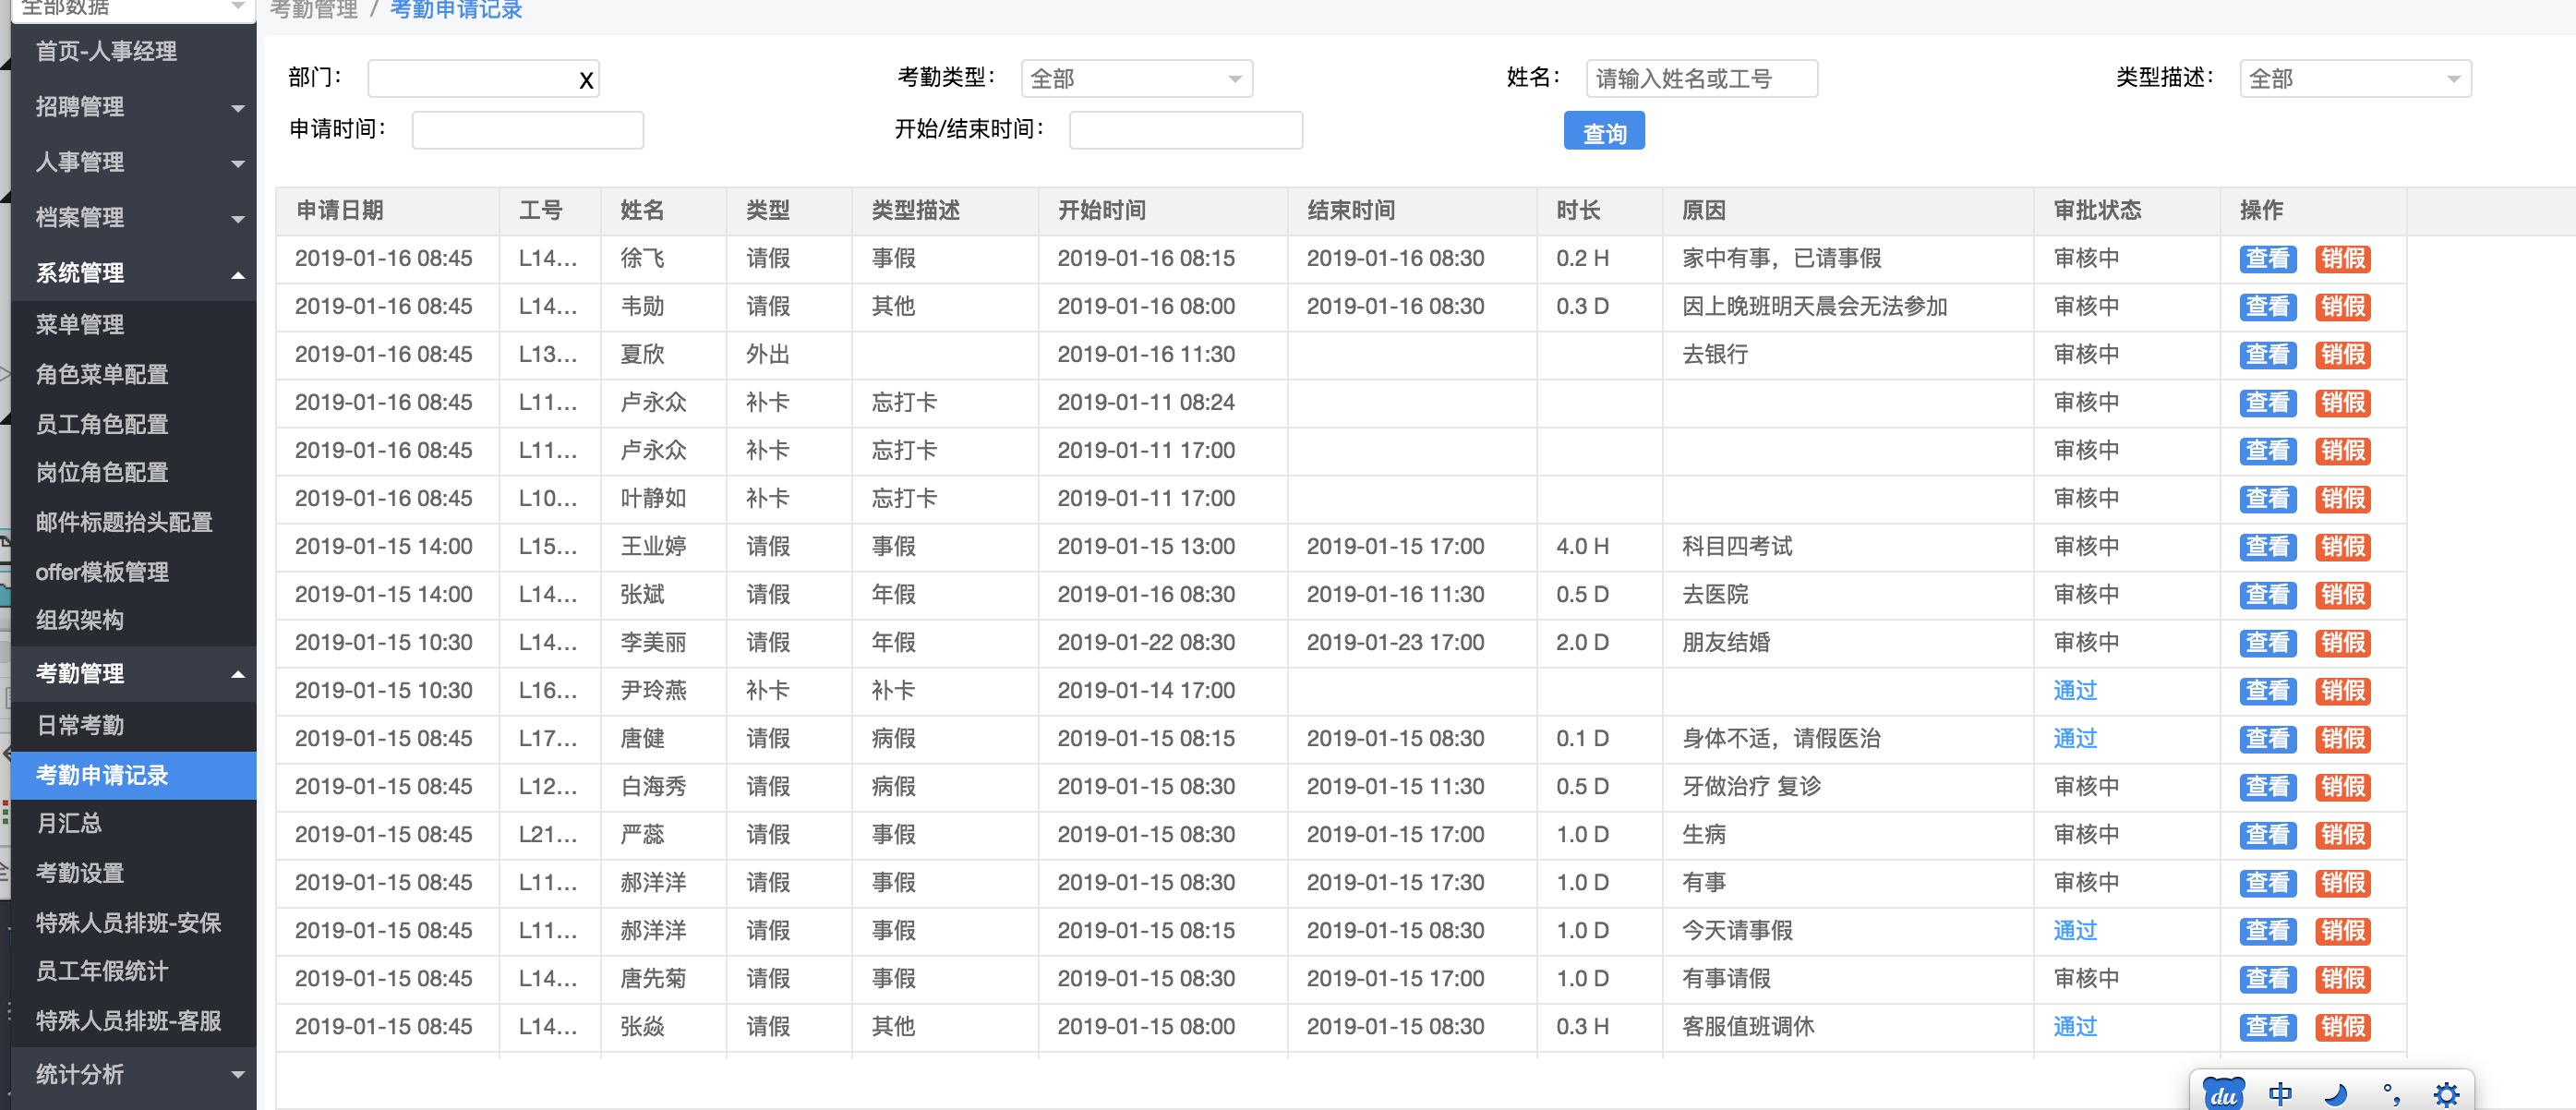 全部数据
考勤管理 / 考勤申请记录
首页-人事经理
招聘管理
人事管理
档案管理
系统管理
菜单管理
角色菜单配置
员工角色配置
岗位角色配置
邮件标题抬头配置
offer模板管理
组织架构
考勤管理
日常考勤
考勤申请记录
月汇总
考勤设置
特殊人员排班-安保
员工年假统计
特殊人员排班-客服
统计分析
部门： X 考勤类型： 全部 姓名： 请输入姓名或工号 类型描述： 全部
申请时间： 开始/结束时间： 查询
申请日期 工号 姓名 类型 类型描述 开始时间 结束时间 时长 原因 审批状态 操作
2019-01-16 08:45 L14... 徐飞 请假 事假 2019-01-16 08:15 2019-01-16 08:30 0.2 H 家中有事，已请事假 审核中 查看 销假
2019-01-16 08:45 L14... 韦勋 请假 其他 2019-01-16 08:00 2019-01-16 08:30 0.3 D 因上晚班明天晨会无法参加 审核中 查看 销假
2019-01-16 08:45 L13... 夏欣 外出 2019-01-16 11:30 去银行 审核中 查看 销假
2019-01-16 08:45 L11... 卢永众 补卡 忘打卡 2019-01-11 08:24 审核中 查看 销假
2019-01-16 08:45 L11... 卢永众 补卡 忘打卡 2019-01-11 17:00 审核中 查看 销假
2019-01-16 08:45 L10... 叶静如 补卡 忘打卡 2019-01-11 17:00 审核中 查看 销假
2019-01-15 14:00 L15... 王业婷 请假 事假 2019-01-15 13:00 2019-01-15 17:00 4.0 H 科目四考试 审核中 查看 销假
2019-01-15 14:00 L14... 张斌 请假 年假 2019-01-16 08:30 2019-01-16 11:30 0.5 D 去医院 审核中 查看 销假
2019-01-15 10:30 L14... 李美丽 请假 年假 2019-01-22 08:30 2019-01-23 17:00 2.0 D 朋友结婚 审核中 查看 销假
2019-01-15 10:30 L16... 尹玲燕 补卡 补卡 2019-01-14 17:00 通过 查看 销假
2019-01-15 08:45 L17... 唐健 请假 病假 2019-01-15 08:15 2019-01-15 08:30 0.1 D 身体不适，请假医治 通过 查看 销假
2019-01-15 08:45 L12... 白海秀 请假 病假 2019-01-15 08:30 2019-01-15 11:30 0.5 D 牙做治疗 复诊 审核中 查看 销假
2019-01-15 08:45 L21... 严蕊 请假 事假 2019-01-15 08:30 2019-01-15 17:00 1.0 D 生病 审核中 查看 销假
2019-01-15 08:45 L11... 郝洋洋 请假 事假 2019-01-15 08:30 2019-01-15 17:30 1.0 D 有事 审核中 查看 销假
2019-01-15 08:45 L11... 郝洋洋 请假 事假 2019-01-15 08:15 2019-01-15 08:30 1.0 D 今天请事假 通过 查看 销假
2019-01-15 08:45 L14... 唐先菊 请假 事假 2019-01-15 08:30 2019-01-15 17:00 1.0 D 有事请假 审核中 查看 销假
2019-01-15 08:45 L14... 张焱 请假 其他 2019-01-15 08:00 2019-01-15 08:30 0.3 H 客服值班调休 通过 查看 销假
du 中 °,